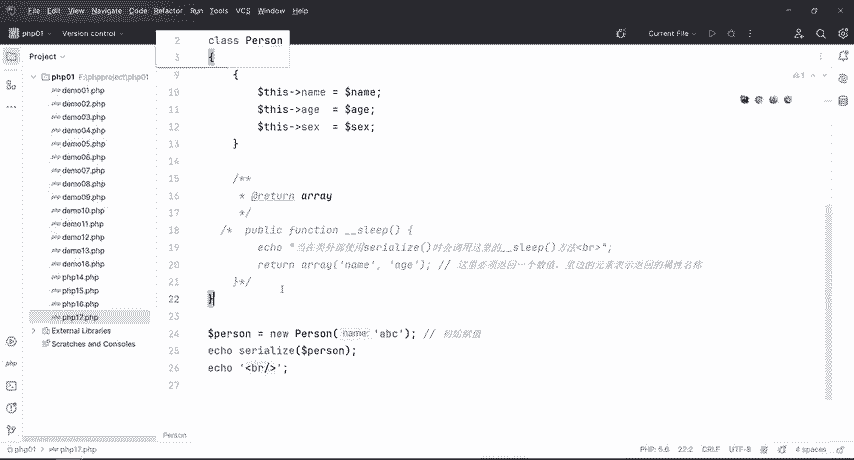 File Edit View Navigate Code Refactor Run Tools VCS Window Help
php01 Version control Current File
Project
php01 F:\phpproject\php01
demo01.php
demo02.php
demo03.php
demo04.php
demo05.php
demo06.php
demo07.php
demo08.php
demo09.php
demo10.php
demo11.php
demo12.php
demo13.php
php14.php
php15.php
php16.php
php17.php
External Libraries
Scratches and Consoles
2 class Person
3 {
9 {
10 $this->name = $name;
11 $this->age = $age;
12 $this->sex = $sex;
13 }
14
15 /**
16 * @return array
17 */
18 /* public function __sleep() {
19 echo "当在类外部使用serialize()时会调用这里的__sleep()方法<br>";
20 return array('name', 'age'); // 这里必须返回一个数值，里边的元素表示返回的属性名称
21 }*/
22 }
23
24 $person = new Person( name: 'abc'); // 初始赋值
25 echo serialize($person);
26 echo '<br/>';
27
Person
php01 > php17.php PHP: 5.6 22:2 CRLF UTF-8 4 spaces